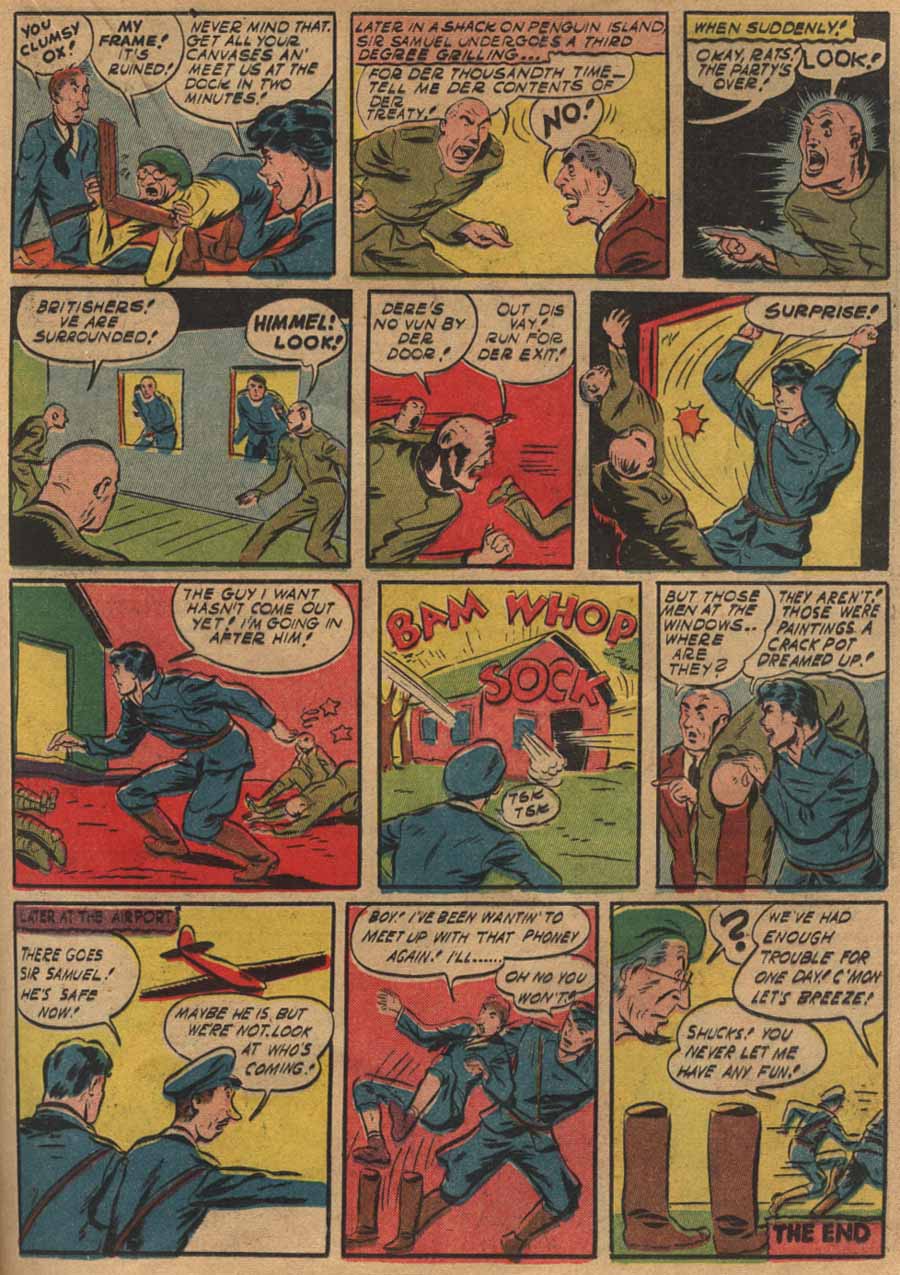 YOU
CLUMSY
OX!
MY
FRAME!
IT'S
RUINED!
NEVER MIND THAT.
GET ALL YOUR
CANVASES AN'
MEET US AT THE
DOCK IN TWO
MINUTES!
LATER IN A SHACK ON PENGUIN ISLAND,
SIR SAMUEL UNDERGOES A THIRD
DEGREE GRILLING...
FOR DER THOUSANDTH TIME—
TELL ME DER CONTENTS OF
DER
TREATY!
NO!
WHEN SUDDENLY!
OKAY, RATS!
THE PARTY'S
OVER!
LOOK!
BRITISHERS!
VE ARE
SURROUNDED!
HIMMEL!
LOOK!
DERE'S
NO VUN BY
DER
DOOR!
OUT DIS
VAY!
RUN FOR
DER EXIT!
SURPRISE!
THE GUY I WANT
HASN'T COME OUT
YET! I'M GOING IN
AFTER HIM!
BAM WHOP
SOCK
TSK
TSK
BUT THOSE
MEN AT THE
WINDOWS..
WHERE
ARE
THEY?
THEY AREN'T!
THOSE WERE
PAINTINGS A
CRACK POT
DREAMED UP!
LATER AT THE AIRPORT
THERE GOES
SIR SAMUEL!
HE'S SAFE
NOW!
MAYBE HE IS, BUT
WE'RE NOT. LOOK
AT WHO'S
COMING!
BOY! I'VE BEEN WANTIN' TO
MEET UP WITH THAT PHONEY
AGAIN! I'LL......
OH NO YOU
WON'T!
?
WE'VE HAD
ENOUGH
TROUBLE FOR
ONE DAY! C'MON
LET'S BREEZE!
SHUCKS! YOU
NEVER LET ME
HAVE ANY FUN!
THE END